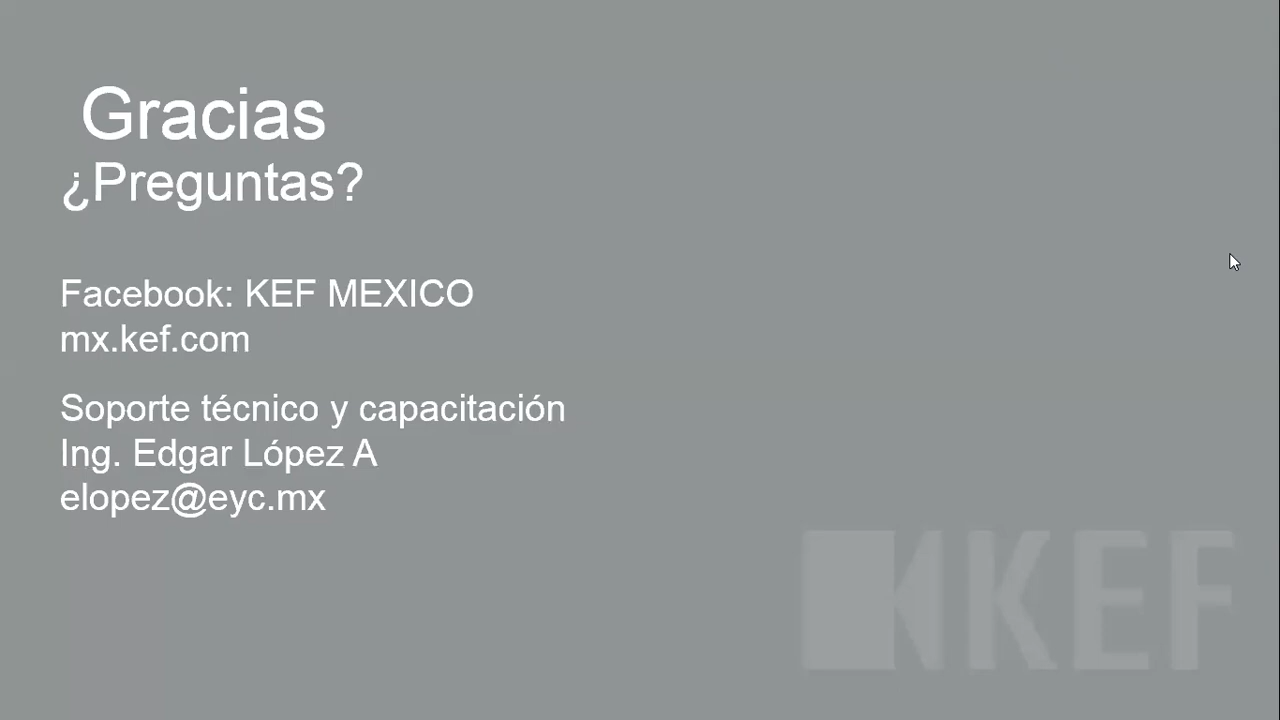 Gracias
¿Preguntas?
Facebook: KEF MEXICO
mx.kef.com
Soporte técnico y capacitación
Ing. Edgar López A
elopez@eyc.mx
KEF